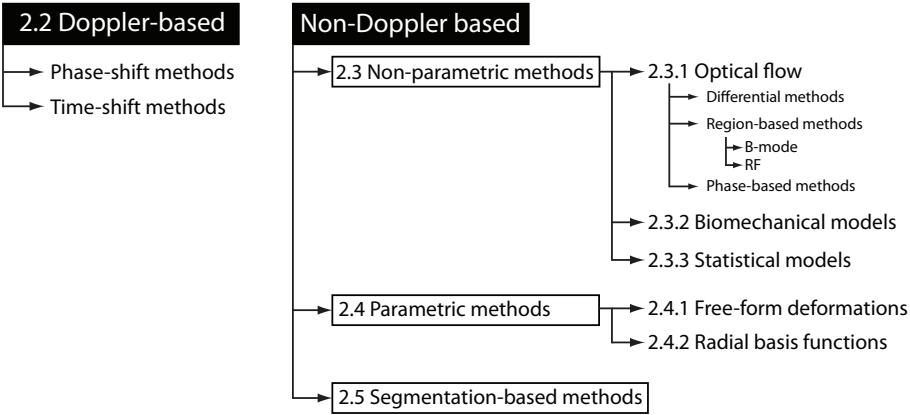 2.2 Doppler-based
Phase-shift methods
Time-shift methods
Non-Doppler based
2.3 Non-parametric methods
2.3.1 Optical flow
Differential methods
Region-based methods
B-mode
RF
Phase-based methods
2.3.2 Biomechanical models
2.3.3 Statistical models
2.4 Parametric methods
2.4.1 Free-form deformations
2.4.2 Radial basis functions
2.5 Segmentation-based methods